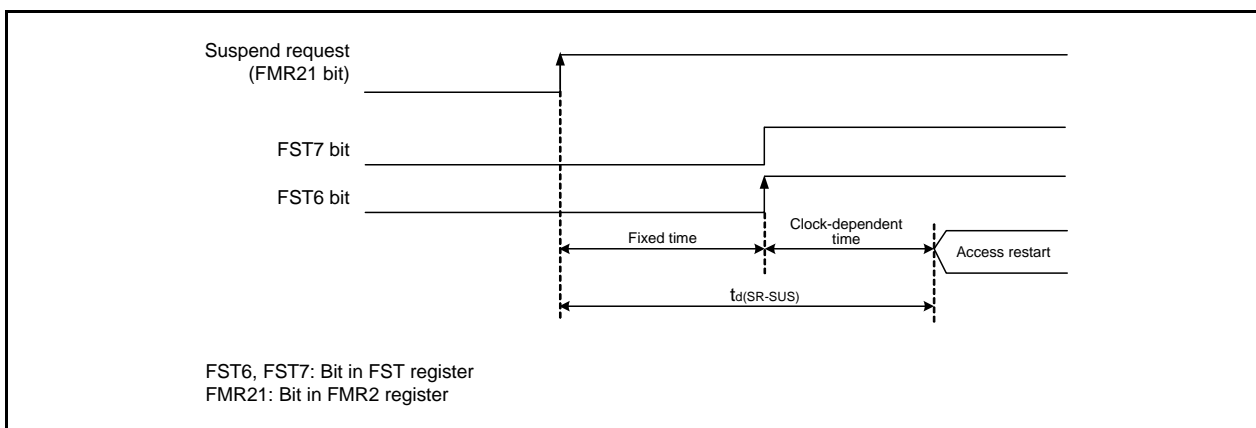 Suspend request
(FMR21 bit)
FST7 bit
FST6 bit
Fixed time
Clock-dependent
time
Access restart
td(SR-SUS)
FST6, FST7: Bit in FST register
FMR21: Bit in FMR2 register